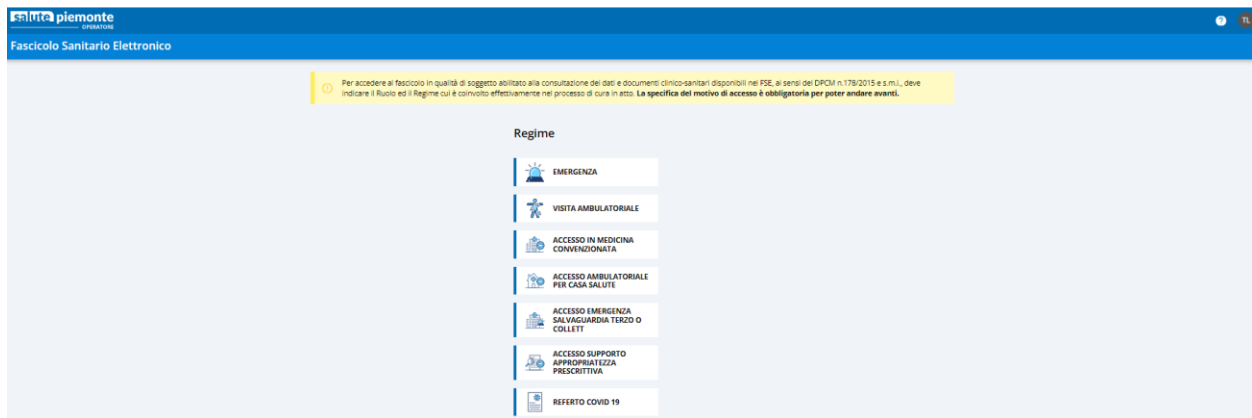 salute piemonte
OPERATORE
? TL
Fascicolo Sanitario Elettronico
Per accedere al fascicolo in qualità di soggetto abilitato alla consultazione dei dati e documenti clinico-sanitari disponibili nel FSE, ai sensi del DPCM n.178/2015 e s.m.i., deve
indicare il Ruolo ed il Regime cui è coinvolto effettivamente nel processo di cura in atto. La specifica del motivo di accesso è obbligatoria per poter andare avanti.
Regime
EMERGENZA
VISITA AMBULATORIALE
ACCESSO IN MEDICINA
CONVENZIONATA
ACCESSO AMBULATORIALE
PER CASA SALUTE
ACCESSO EMERGENZA
SALVAGUARDIA TERZO O
COLLETT
ACCESSO SUPPORTO
APPROPRIATEZZA
PRESCRITTIVA
REFERTO COVID 19